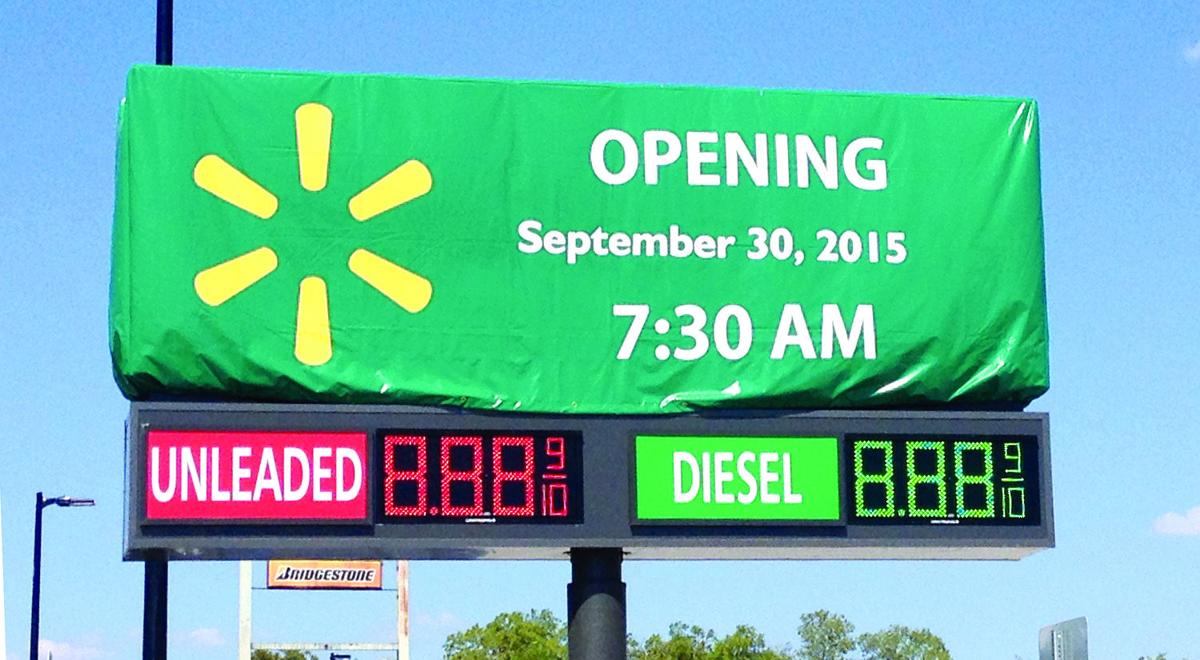 OPENING
September 30, 2015
7:30 AM
UNLEADED 8.88 9/10 DIESEL 8.88 9/10
BRIDGESTONE